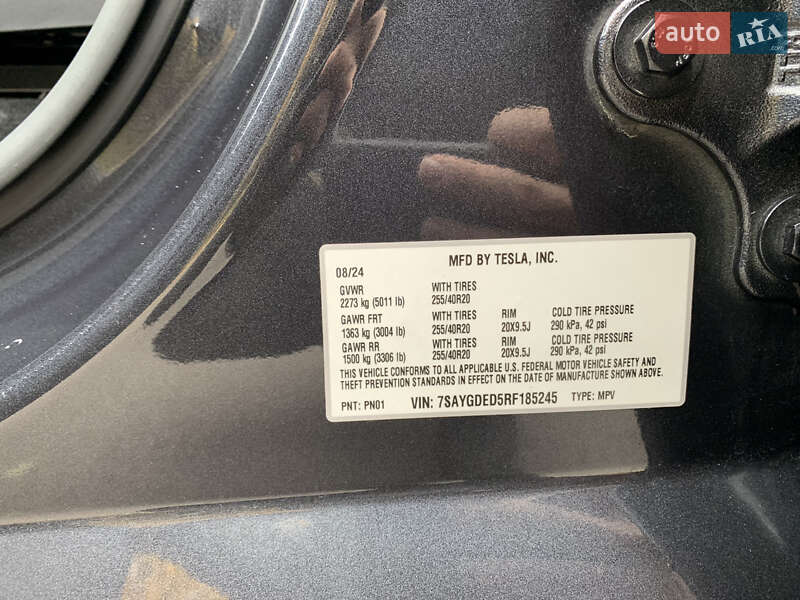 auto RIA
MFD BY TESLA, INC.
08/24
GVWR WITH TIRES
2273 kg (5011 lb) 255/40R20
GAWR FRT WITH TIRES RIM COLD TIRE PRESSURE
1363 kg (3004 lb) 255/40R20 20X9.5J 290 kPa, 42 psi
GAWR RR WITH TIRES RIM COLD TIRE PRESSURE
1500 kg (3306 lb) 255/40R20 20X9.5J 290 kPa, 42 psi
THIS VEHICLE CONFORMS TO ALL APPLICABLE U.S. FEDERAL MOTOR VEHICLE SAFETY AND
THEFT PREVENTION STANDARDS IN EFFECT ON THE DATE OF MANUFACTURE SHOWN ABOVE.
PNT: PN01 VIN: 7SAYGDED5RF185245 TYPE: MPV